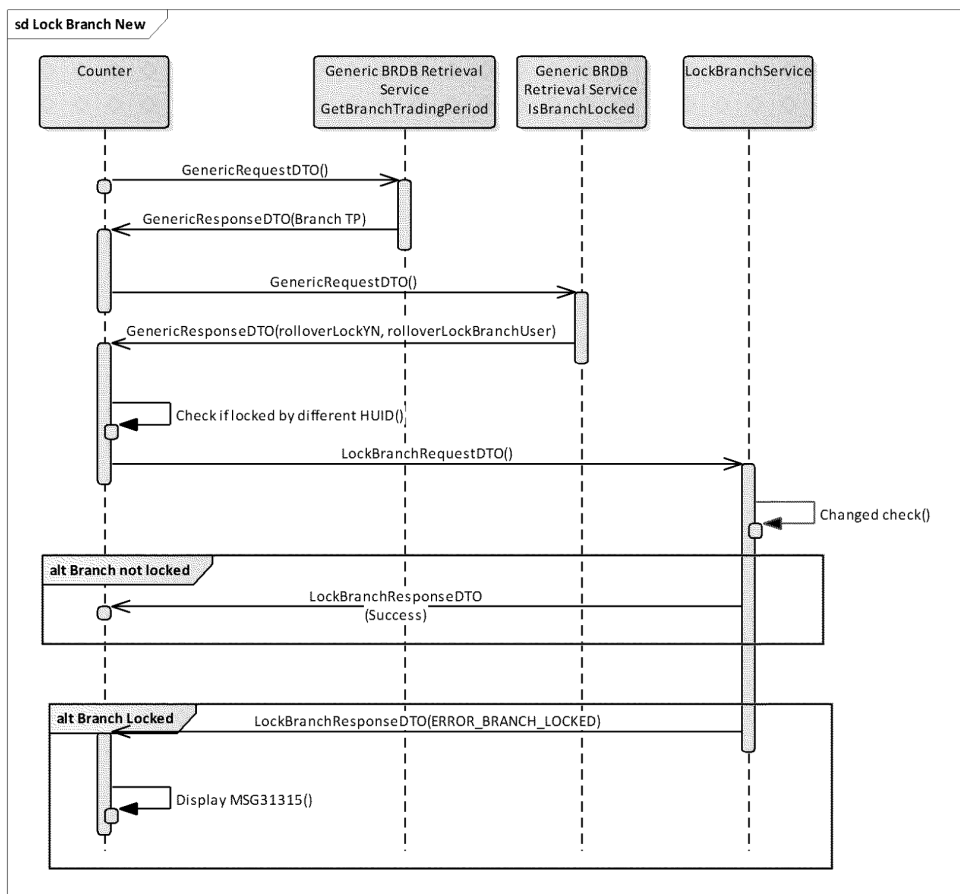 sd Lock Branch New
Counter
Generic BRDB Retrieval
Service
GetBranchTradingPeriod
Generic BRDB
Retrieval Service
IsBranchLocked
LockBranchService
GenericRequestDTO()
GenericResponseDTO(Branch TP)
GenericRequestDTO()
GenericResponseDTO(rolloverLockYN, rolloverLockBranchUser)
Check if locked by different HUID()
LockBranchRequestDTO()
Changed check()
alt Branch not locked
LockBranchResponseDTO
(Success)
alt Branch Locked
LockBranchResponseDTO(ERROR_BRANCH_LOCKED)
Display MSG31315()